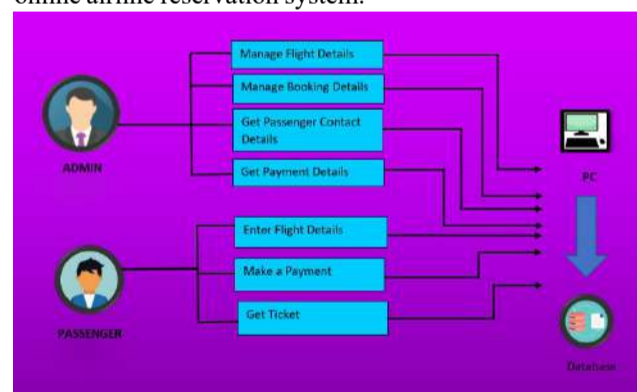 online airline reservation system.
Manage Flight Details
Manage Booking Details
Get Passenger Contact
Details
Get Payment Details
ADMIN
PC
Enter Flight Details
Make a Payment
Get Ticket
PASSENGER
Database